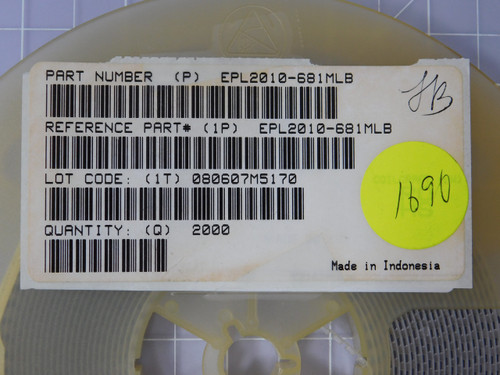 PART NUMBER (P) EPL2010-681MLB
REFERENCE PART# (1P) EPL2010-681MLB
LOT CODE: (1T) 080607M5170
QUANTITY: (Q) 2000
Made in Indonesia
1690